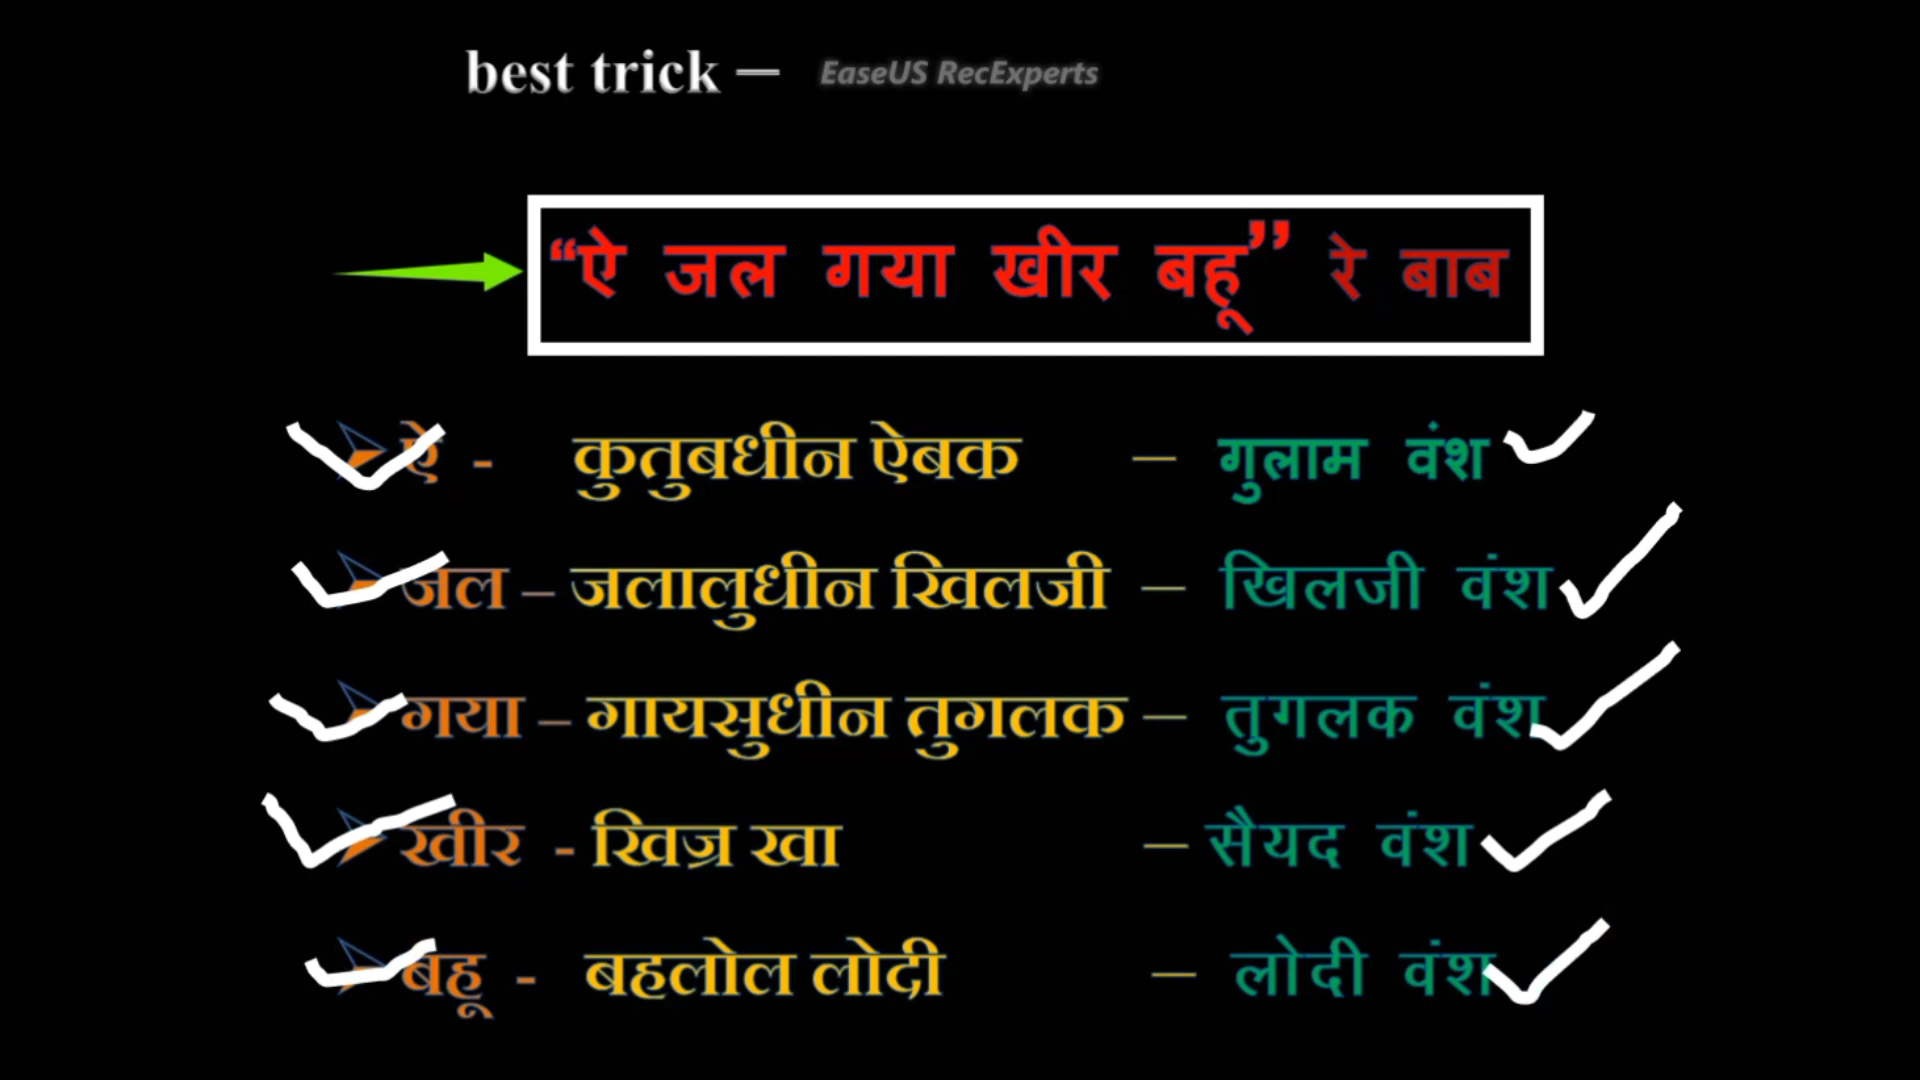 best trick – EaseUS RecExperts
“ऐ जल गया खीर बहू” रे बाब
ऐ - कुतुबधीन ऐबक – गुलाम वंश
जल – जलालुधीन खिलजी – खिलजी वंश
गया – गायसुधीन तुगलक – तुगलक वंश
खीर - खिज्र खा – सैयद वंश
बहू - बहलोल लोदी – लोदी वंश